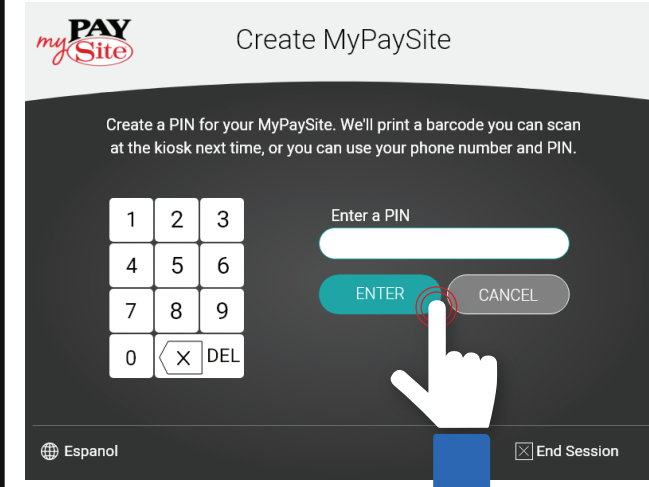 my PAY Site
Create MyPaySite
Create a PIN for your MyPaySite. We'll print a barcode you can scan
at the kiosk next time, or you can use your phone number and PIN.
1 2 3
4 5 6
7 8 9
0 X DEL
Enter a PIN
ENTER CANCEL
Espanol
End Session